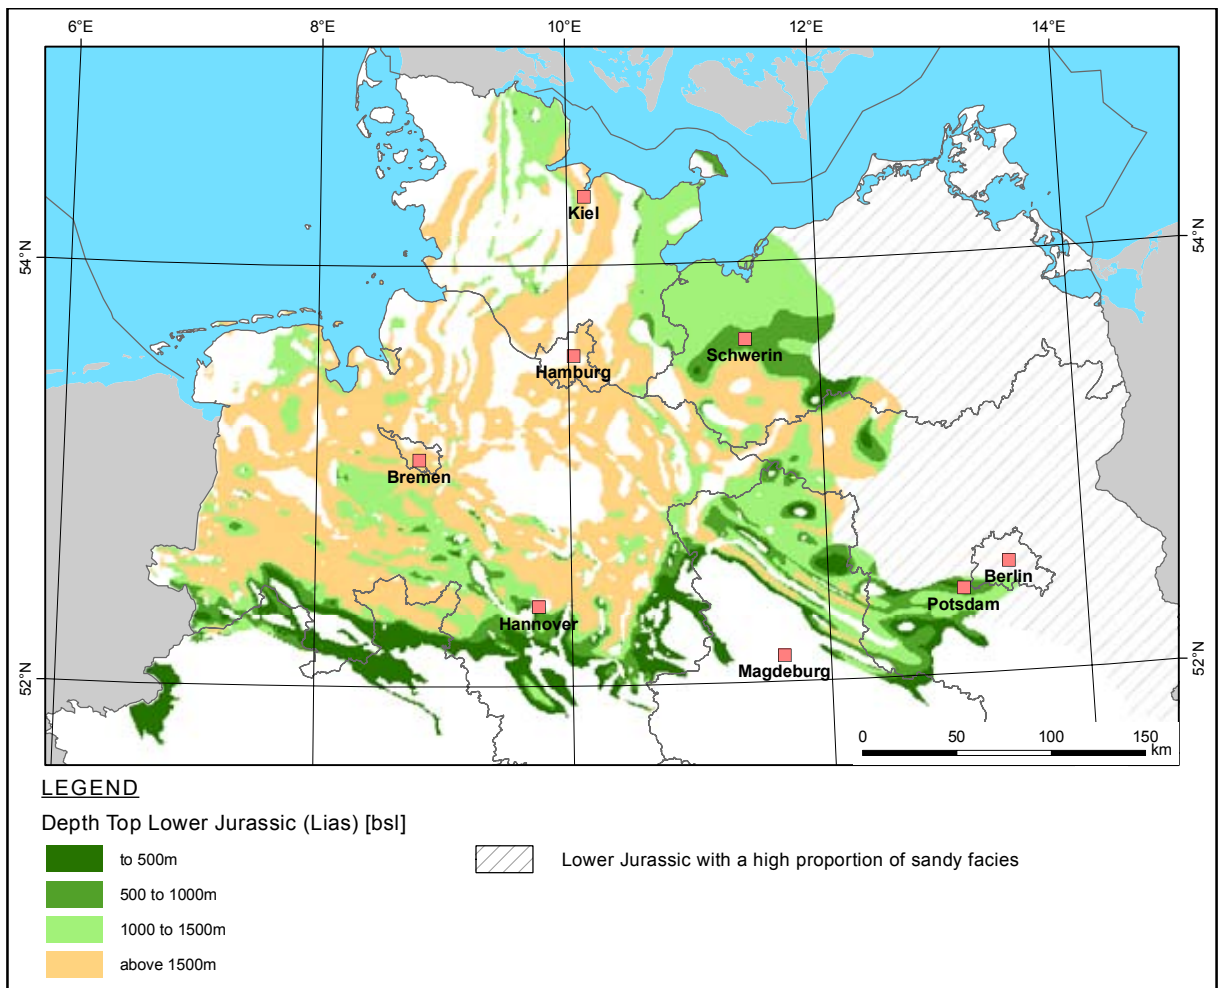 6°E 8°E 10°E 12°E 14°E
Kiel
54°N 54°N
Schwerin
Hamburg
Bremen
Berlin
Potsdam
Hannover
Magdeburg
52°N 52°N
0 50 100 150
km
LEGEND
Depth Top Lower Jurassic (Lias) [bsl]
to 500m
Lower Jurassic with a high proportion of sandy facies
500 to 1000m
1000 to 1500m
above 1500m